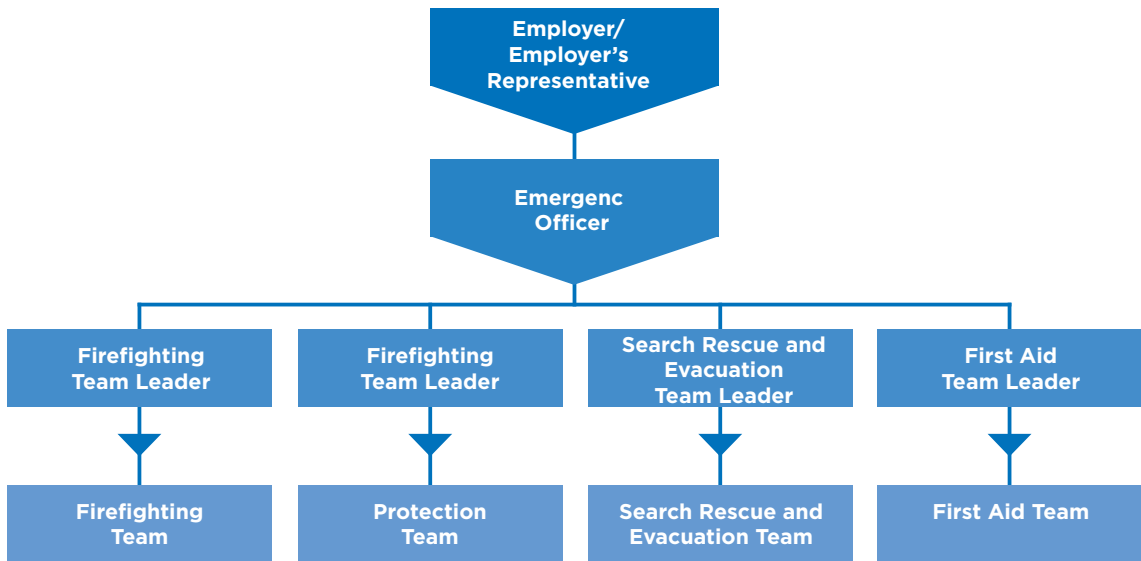 Employer/
Employer’s
Representative
Emergenc
Officer
Firefighting
Team Leader
Firefighting
Team Leader
Search Rescue and
Evacuation
Team Leader
First Aid
Team Leader
Firefighting
Team
Protection
Team
Search Rescue and
Evacuation Team
First Aid Team